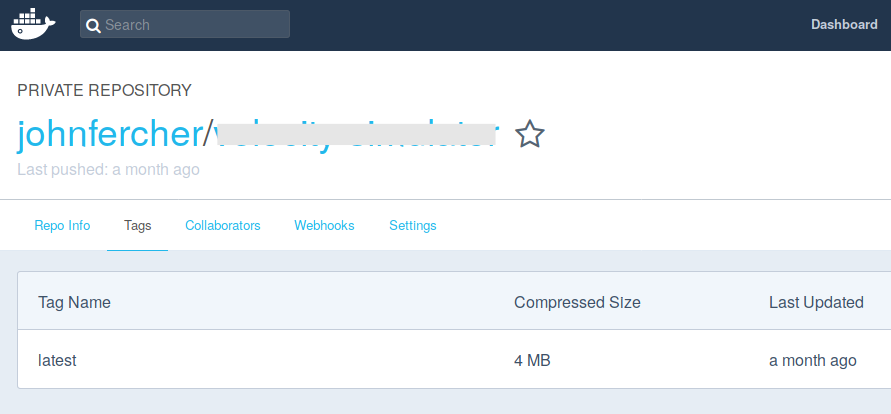 Search
Dashboard
PRIVATE REPOSITORY
johnfercher/
Last pushed: a month ago
Repo Info Tags Collaborators Webhooks Settings
Tag Name Compressed Size Last Updated
latest 4 MB a month ago